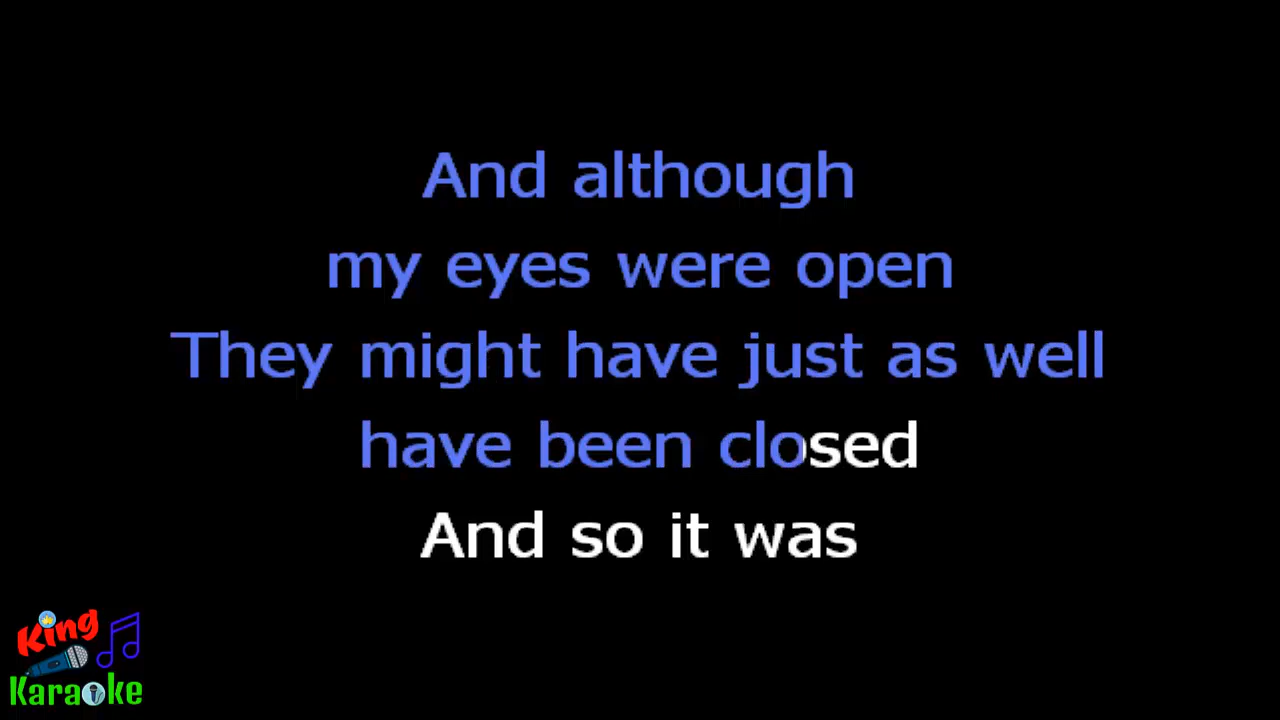 And although
my eyes were open
They might have just as well
have been closed
And so it was
King
Karaoke